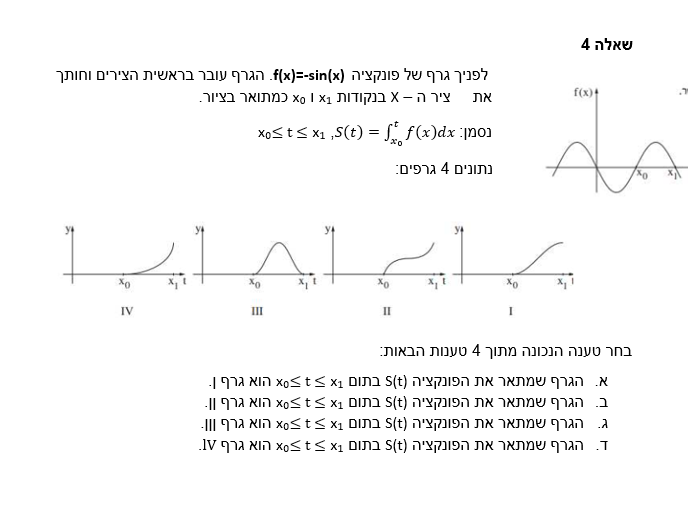 שאלה 4
לפניך גרף של פונקציה f(x)=-sin(x). הגרף עובר בראשית הצירים וחותך
את ציר ה – X בנקודות x₁ ו x₀ כמתואר בציור.
נסמן: S(t) = ∫ₓ₀ᵗ f(x)dx, x₀≤ t ≤ x₁
נתונים 4 גרפים:
f(x)
x₀ x₁
y y y y
x₀ x₁ t x₀ x₁ t x₀ x₁ t x₀ x₁ t
IV III II I
בחר טענה הנכונה מתוך 4 טענות הבאות:
א. הגרף שמתאר את הפונקציה S(t) בתום x₀≤ t ≤ x₁ הוא גרף I.
ב. הגרף שמתאר את הפונקציה S(t) בתום x₀≤ t ≤ x₁ הוא גרף II.
ג. הגרף שמתאר את הפונקציה S(t) בתום x₀≤ t ≤ x₁ הוא גרף III.
ד. הגרף שמתאר את הפונקציה S(t) בתום x₀≤ t ≤ x₁ הוא גרף IV.